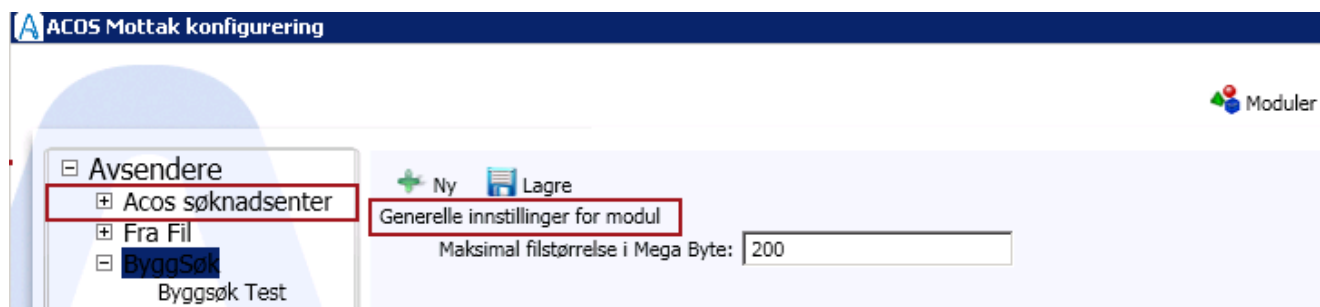 ACOS Mottak konfigurering
Moduler
Avsendere
Acos søknadsenter
Fra Fil
ByggSøk
Byggsøk Test
Ny Lagre
Generelle innstillinger for modul
Maksimal filstørrelse i Mega Byte: 200